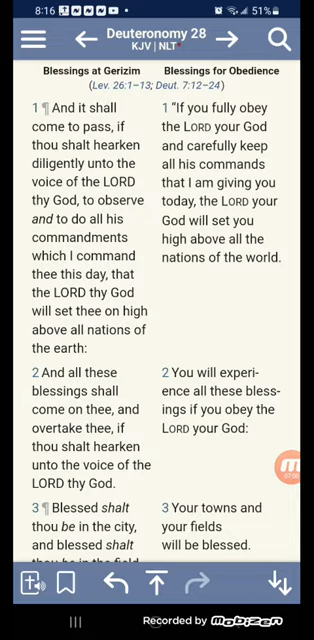 8:16
51%
Deuteronomy 28
KJV | NLT
Blessings at Gerizim
Blessings for Obedience
(Lev. 26:1–13; Deut. 7:12–24)
1 ¶ And it shall
come to pass, if
thou shalt hearken
diligently unto the
voice of the LORD
thy God, to observe
and to do all his
commandments
which I command
thee this day, that
the LORD thy God
will set thee on high
above all nations of
the earth:
1 “If you fully obey
the LORD your God
and carefully keep
all his commands
that I am giving you
today, the LORD your
God will set you
high above all the
nations of the world.
2 And all these
blessings shall
come on thee, and
overtake thee, if
thou shalt hearken
unto the voice of the
LORD thy God.
2 You will experi-
ence all these bless-
ings if you obey the
LORD your God:
3 ¶ Blessed shalt
thou be in the city,
and blessed shalt
thou be in the field.
3 Your towns and
your fields
will be blessed.
Recorded by mobizen